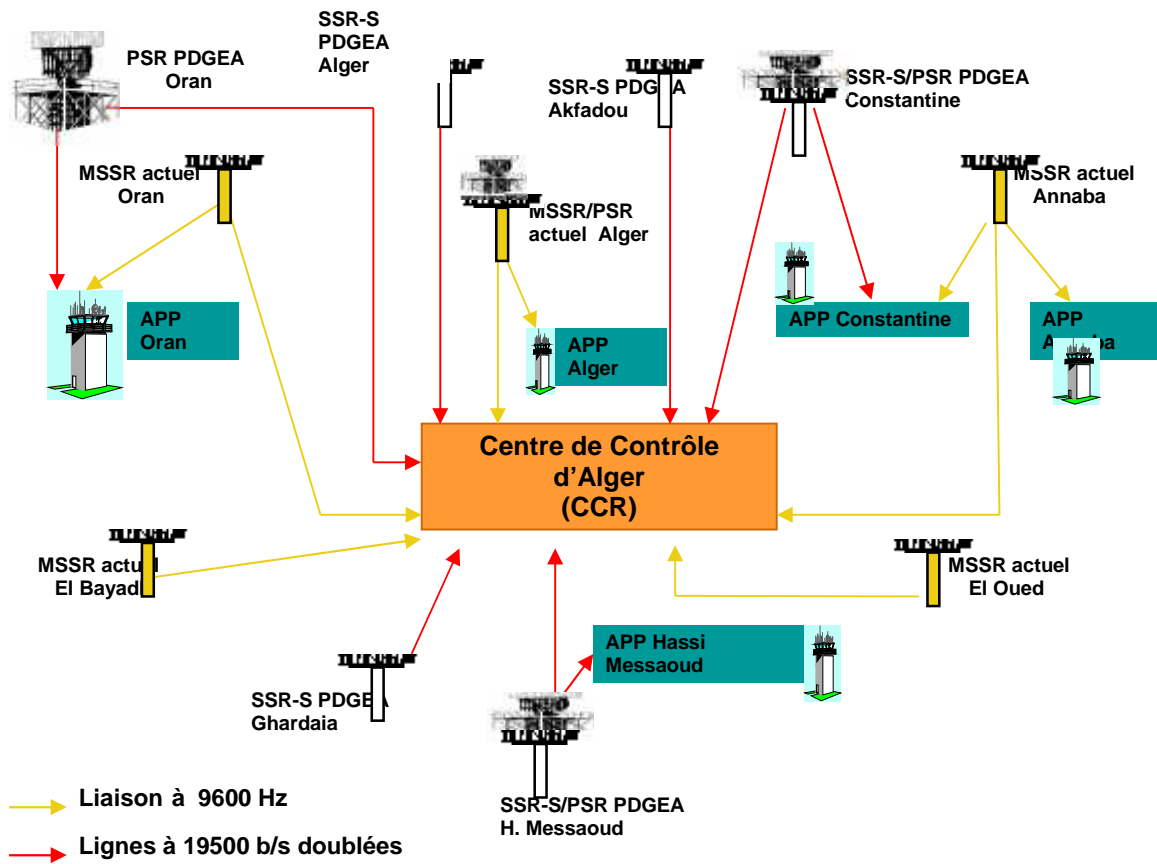 SSR-S
PDGEA
Alger
PSR PDGEA
Oran
SSR-S PDGEA
Akfadou
SSR-S/PSR PDGEA
Constantine
MSSR actuel
Oran
MSSR/PSR
actuel Alger
MSSR actuel
Annaba
APP
Oran
APP
Alger
APP Constantine
APP
Annaba
Centre de Contrôle
d'Alger
(CCR)
MSSR actuel
El Bayadh
MSSR actuel
El Oued
APP Hassi
Messaoud
SSR-S PDGEA
Ghardaia
SSR-S/PSR PDGEA
H. Messaoud
Liaison à 9600 Hz
Lignes à 19500 b/s doublées